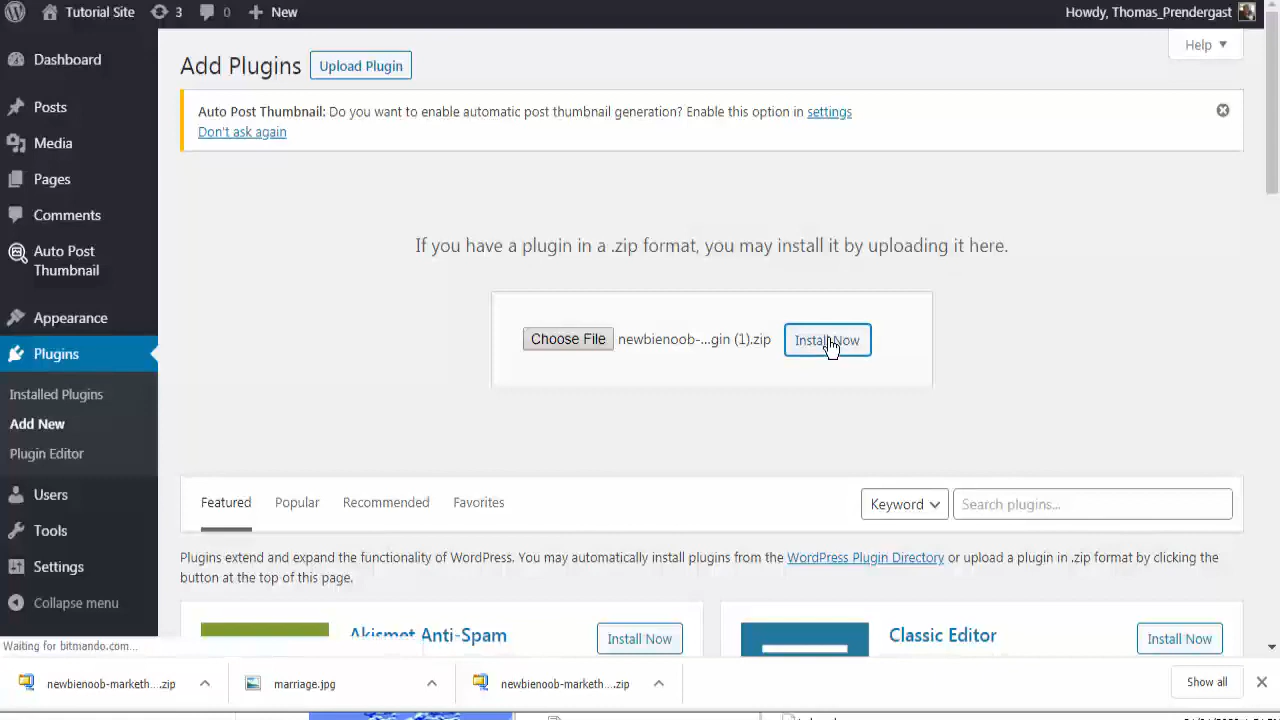 Tutorial Site 3 0 New Howdy, Thomas_Prendergast
Help
Dashboard
Posts
Media
Pages
Comments
Auto Post
Thumbnail
Appearance
Plugins
Installed Plugins
Add New
Plugin Editor
Users
Tools
Settings
Collapse menu
Add Plugins Upload Plugin
Auto Post Thumbnail: Do you want to enable automatic post thumbnail generation? Enable this option in settings
Don't ask again
If you have a plugin in a .zip format, you may install it by uploading it here.
Choose File newbienoob-...gin (1).zip Install Now
Featured Popular Recommended Favorites Keyword Search plugins...
Plugins extend and expand the functionality of WordPress. You may automatically install plugins from the WordPress Plugin Directory or upload a plugin in .zip format by clicking the
button at the top of this page.
Akismet Anti-Spam Install Now
Classic Editor Install Now
Waiting for bitmando.com...
newbienoob-marketh....zip marriage.jpg newbienoob-marketh....zip Show all